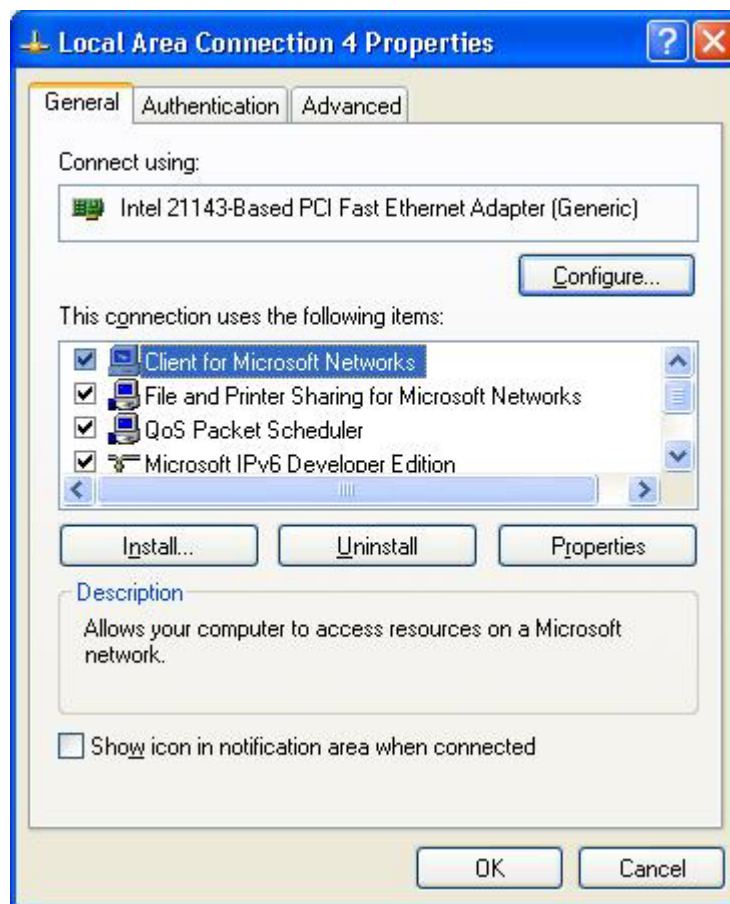 Local Area Connection 4 Properties
General Authentication Advanced
Connect using:
Intel 21143-Based PCI Fast Ethernet Adapter (Generic)
Configure...
This connection uses the following items:
Client for Microsoft Networks
File and Printer Sharing for Microsoft Networks
QoS Packet Scheduler
Microsoft IPv6 Developer Edition
Install... Uninstall Properties
Description
Allows your computer to access resources on a Microsoft
network.
Show icon in notification area when connected
OK Cancel